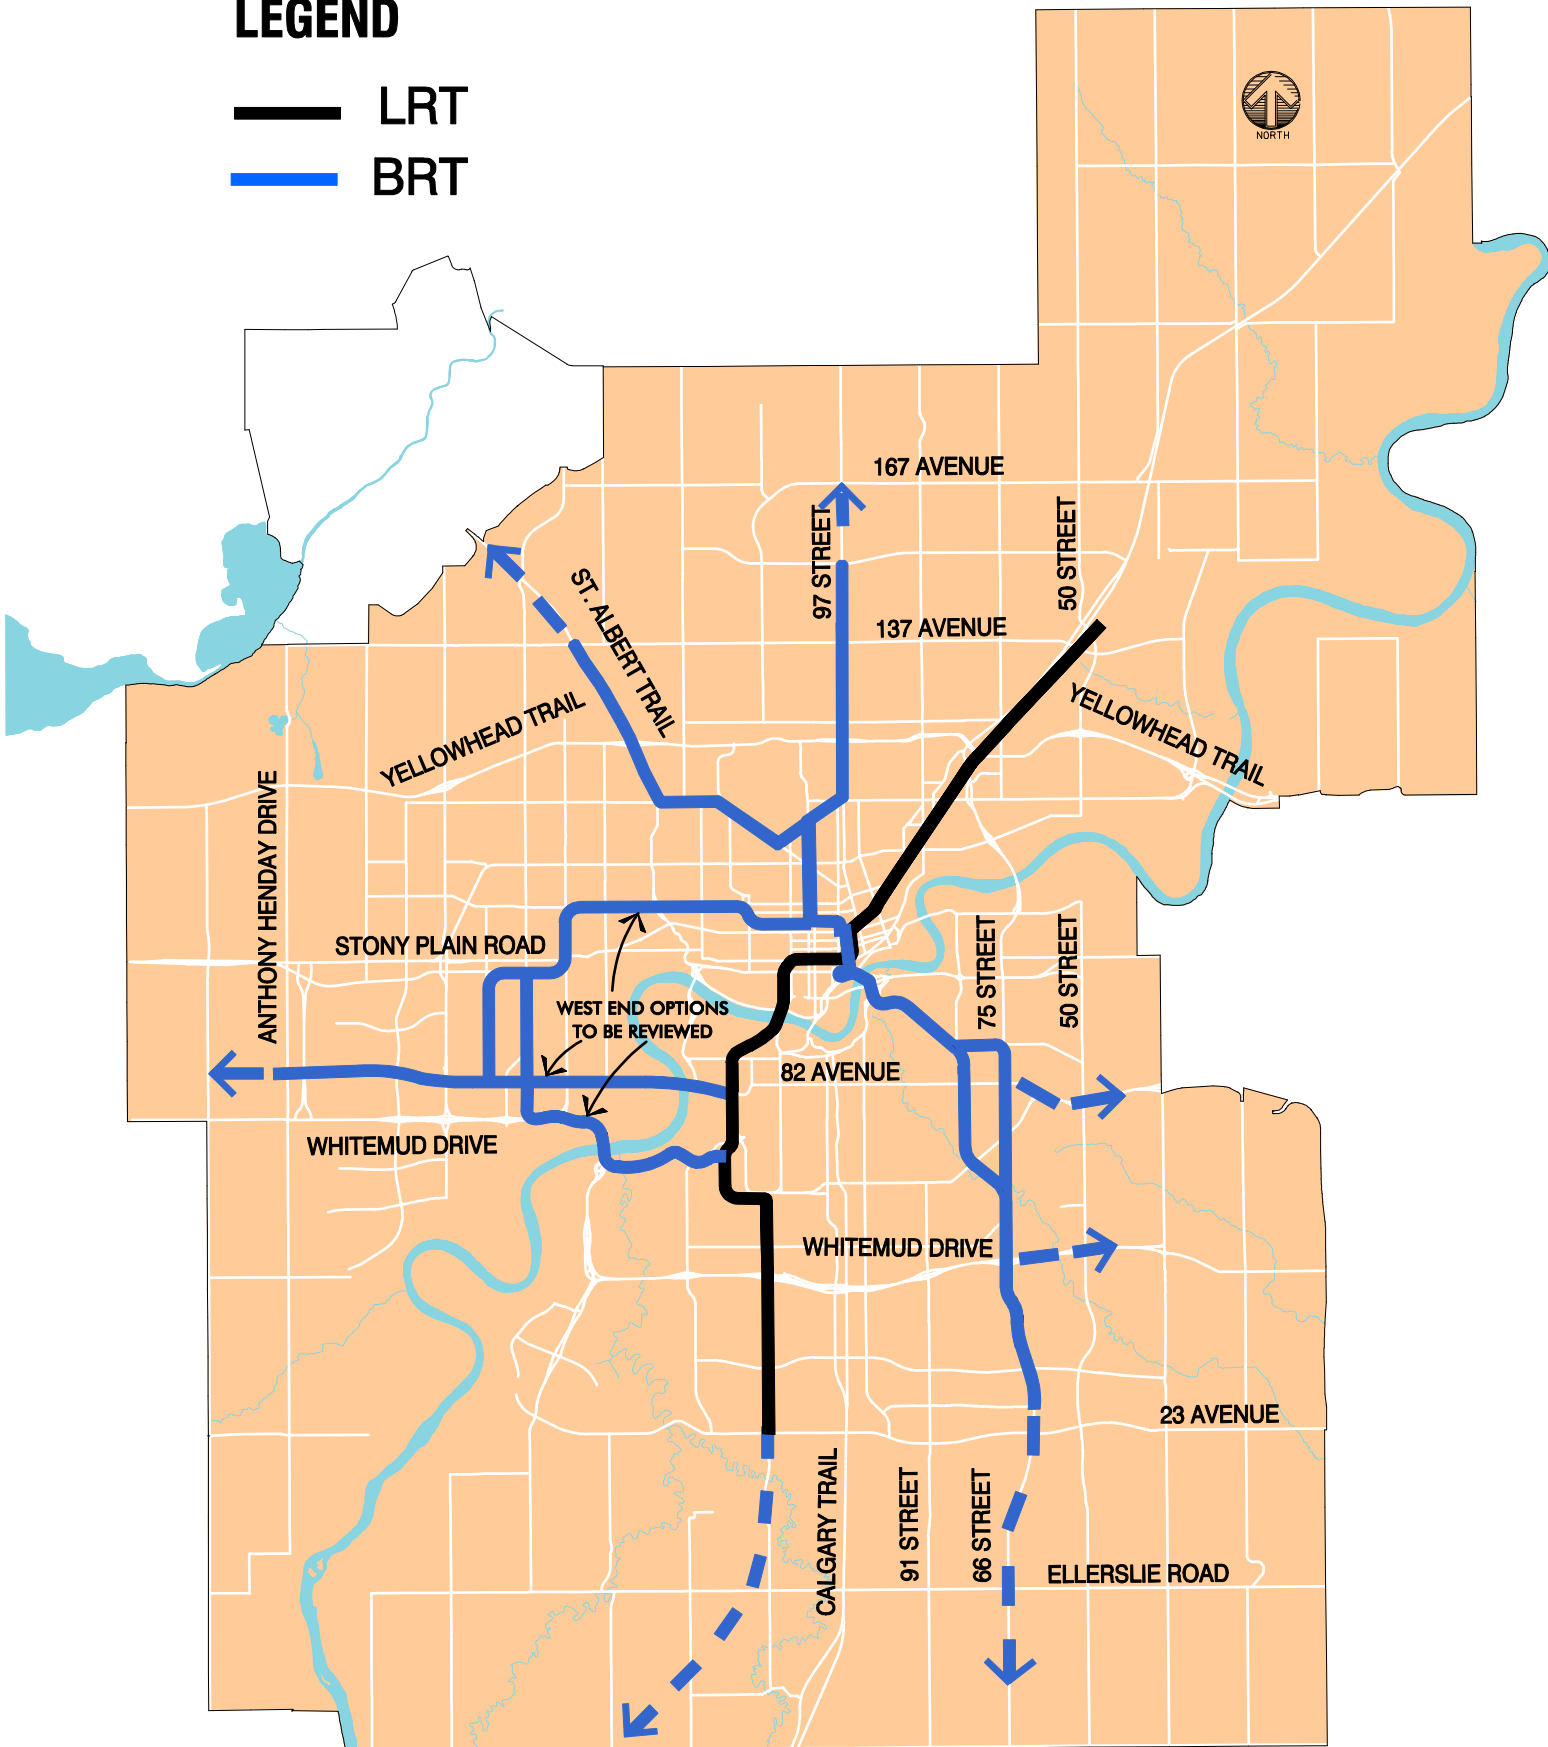 LEGEND
LRT
BRT
NORTH
167 AVENUE
97 STREET
50 STREET
ST. ALBERT TRAIL
137 AVENUE
YELLOWHEAD TRAIL
YELLOWHEAD TRAIL
ANTHONY HENDAY DRIVE
STONY PLAIN ROAD
75 STREET
50 STREET
WEST END OPTIONS
TO BE REVIEWED
82 AVENUE
WHITEMUD DRIVE
WHITEMUD DRIVE
23 AVENUE
CALGARY TRAIL
91 STREET
66 STREET
ELLERSLIE ROAD